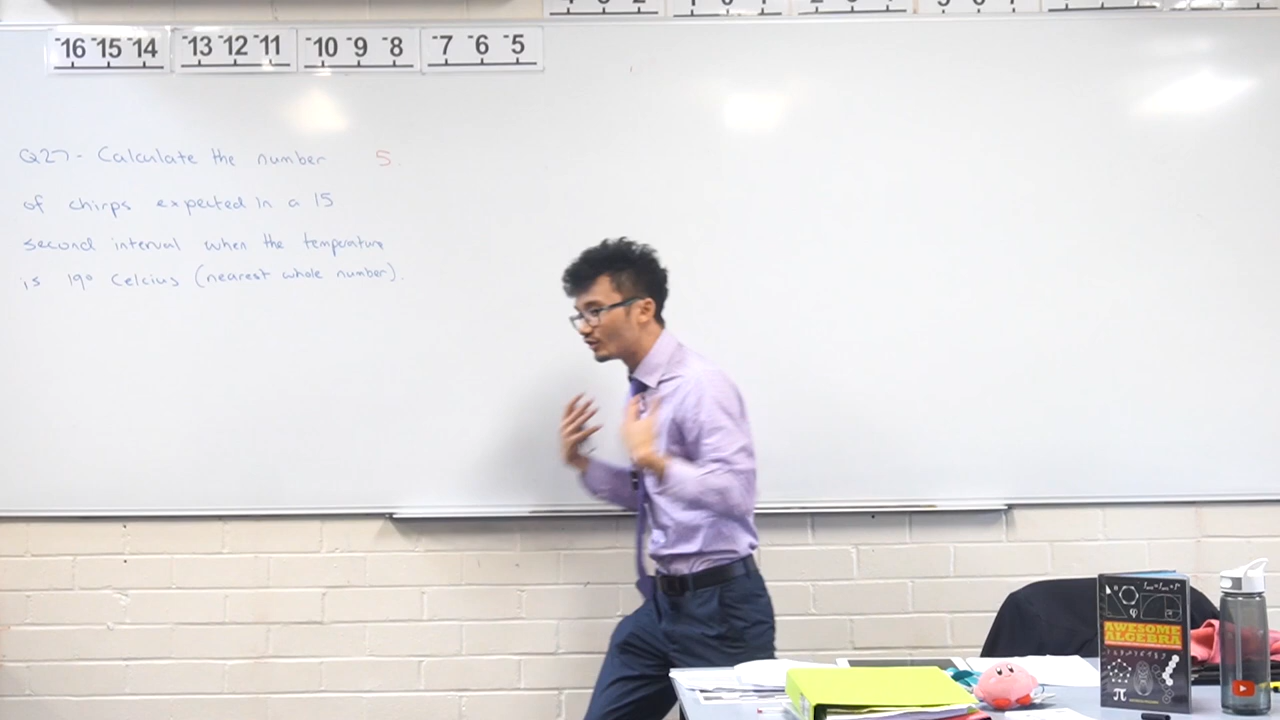 -16 -15 -14 -13 -12 -11 -10 -9 -8 -7 -6 -5
Q27 - Calculate the number 5.
of chirps expected in a 15
second interval when the temperature
is 19° Celcius (nearest whole number).
AWESOME
ALGEBRA
π